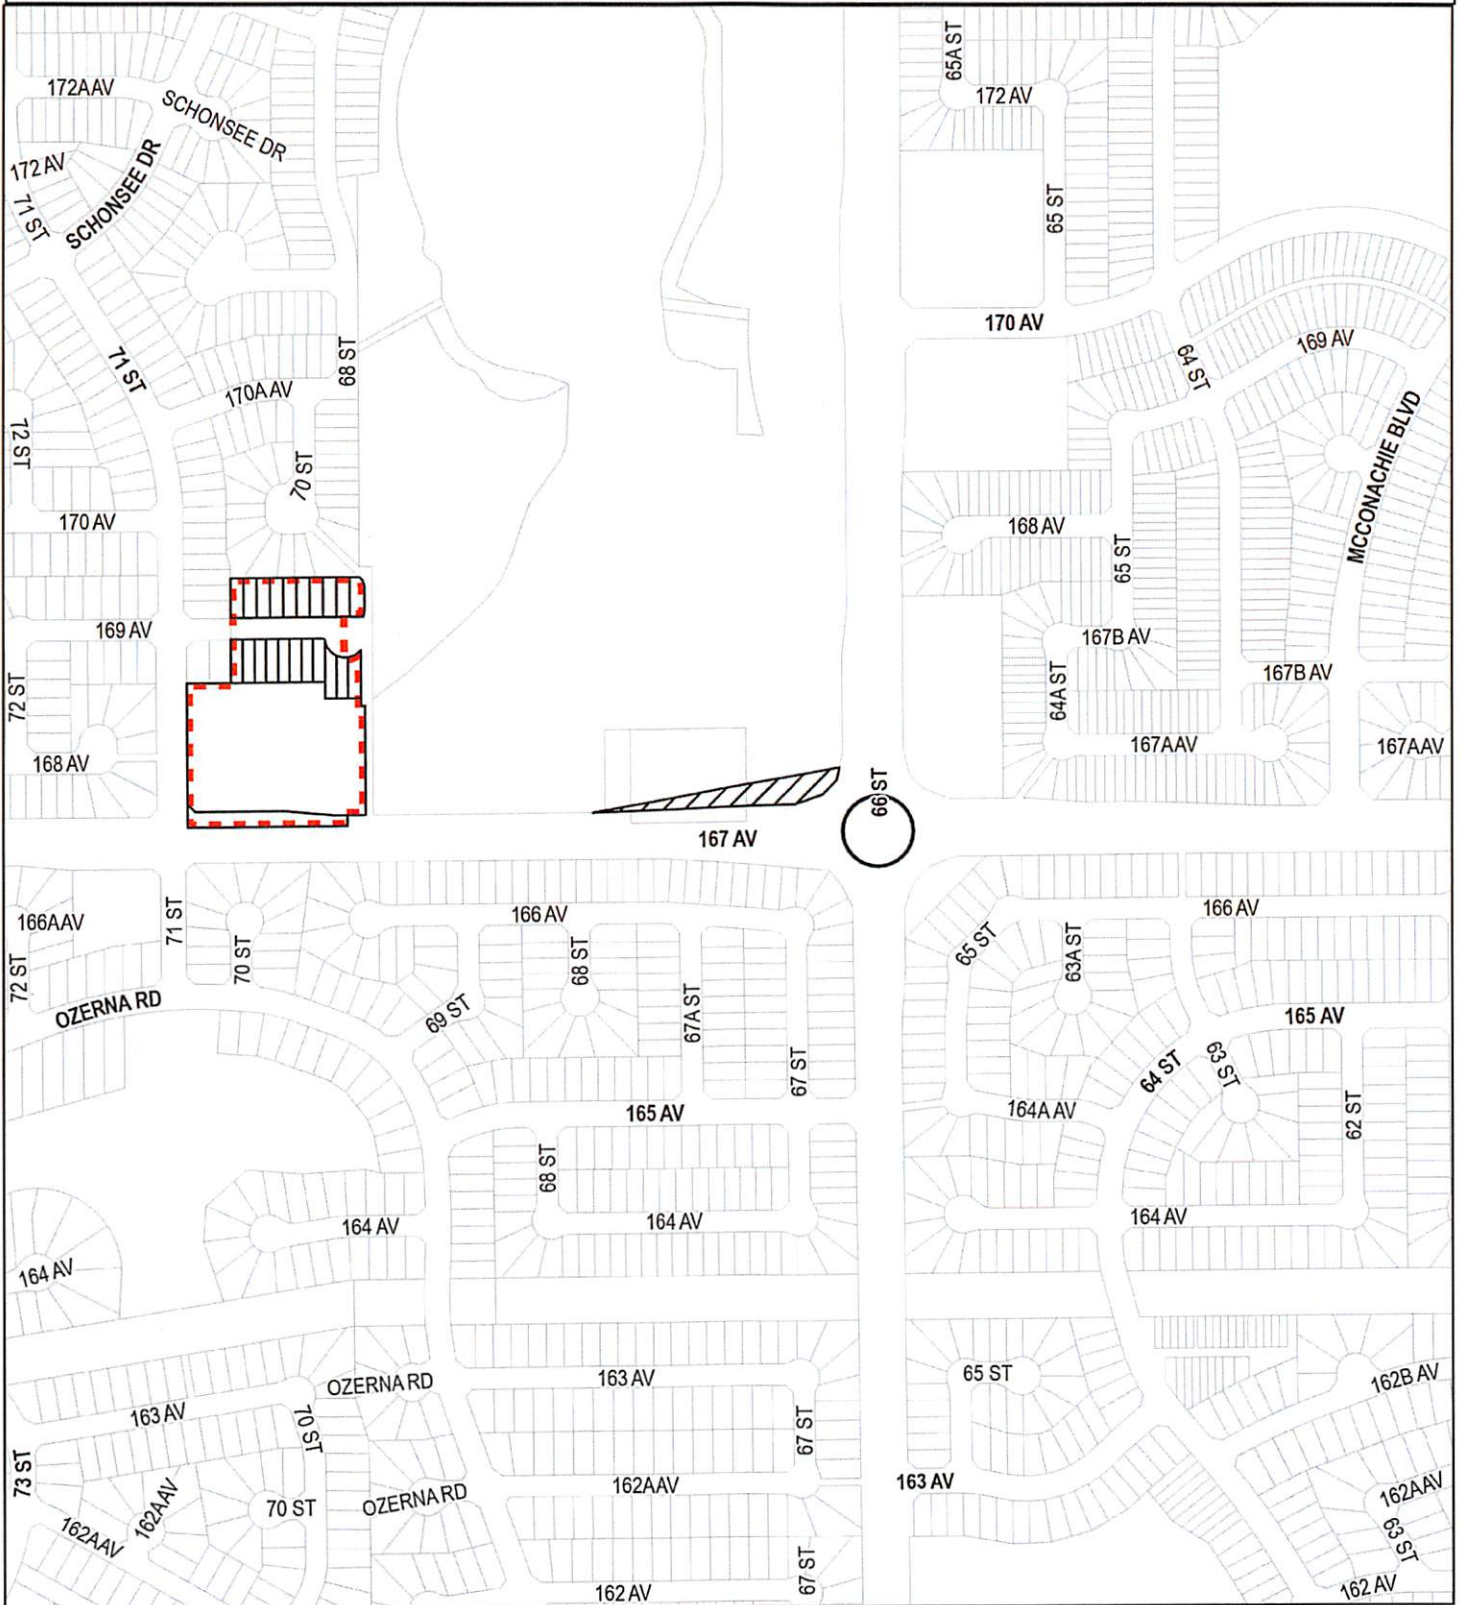 65A ST
172A AV
172 AV
SCHONSEE DR
SCHONSEE DR
172 AV
71 ST
65 ST
170 AV
71 ST
68 ST
64 ST
169 AV
170A AV
MCCONACHIE BLVD
72 ST
70 ST
170 AV
168 AV
65 ST
169 AV
167B AV
167B AV
72 ST
64A ST
168 AV
167A AV
167A AV
66 ST
167 AV
166A AV
71 ST
70 ST
166 AV
68 ST
65 ST
63A ST
166 AV
72 ST
OZERNA RD
69 ST
67A ST
165 AV
67 ST
64 ST
63 ST
165 AV
164A AV
62 ST
68 ST
164 AV
164 AV
164 AV
164 AV
OZERNA RD
163 AV
65 ST
162B AV
163 AV
70 ST
67 ST
73 ST
162A AV
163 AV
162A AV
162A AV
OZERNA RD
70 ST
162A AV
63 ST
67 ST
162 AV
162 AV